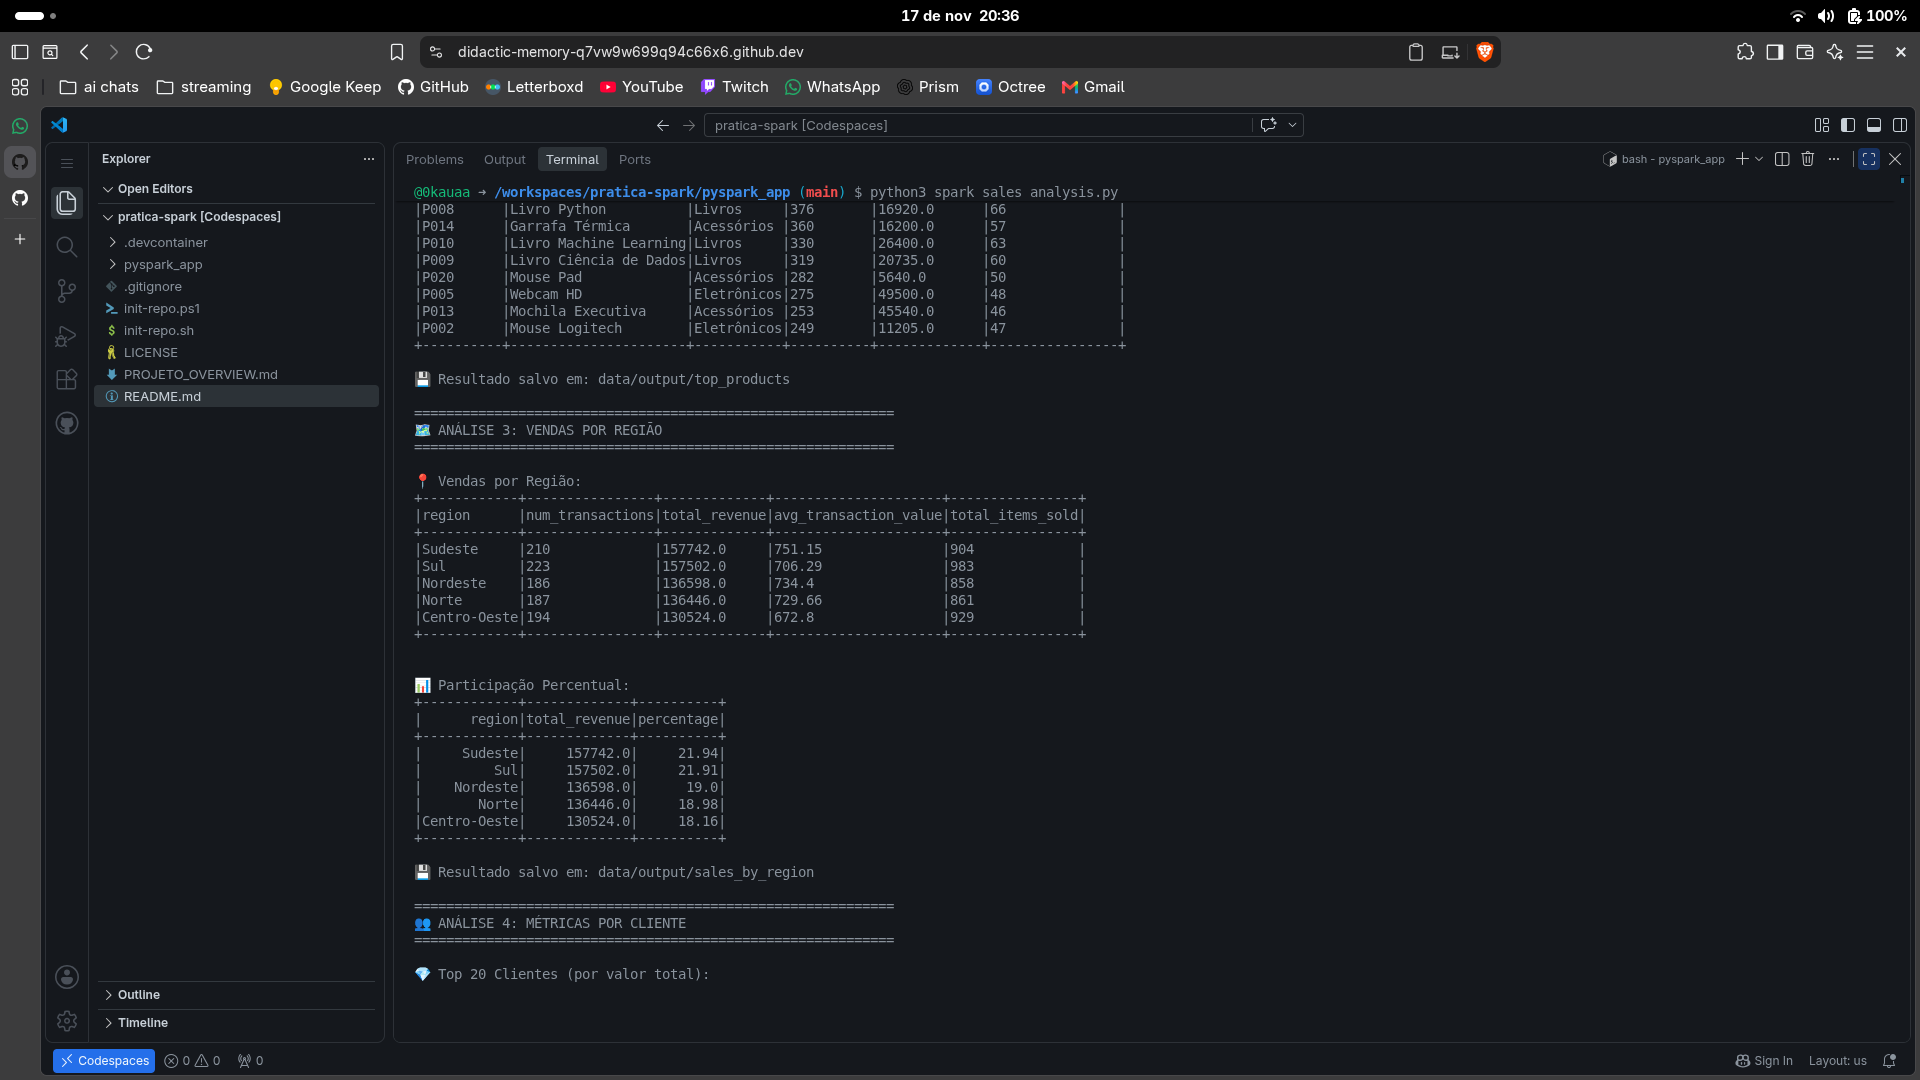 17 de nov 20:36
100%
didactic-memory-q7vw9w699q94c66x6.github.dev
ai chats streaming Google Keep GitHub Letterboxd YouTube Twitch WhatsApp Prism Octree Gmail
pratica-spark [Codespaces]
Explorer
Open Editors
pratica-spark [Codespaces]
.devcontainer
pyspark_app
.gitignore
init-repo.ps1
init-repo.sh
LICENSE
PROJETO_OVERVIEW.md
README.md
Outline
Timeline
Problems Output Terminal Ports
bash - pyspark_app
@0kauaa → /workspaces/pratica-spark/pyspark_app (main) $ python3 spark sales analysis.py
|P008      |Livro Python          |Livros     |376       |16920.0      |66              |
|P014      |Garrafa Térmica       |Acessórios |360       |16200.0      |57              |
|P010      |Livro Machine Learning|Livros     |330       |26400.0      |63              |
|P009      |Livro Ciência de Dados|Livros     |319       |20735.0      |60              |
|P020      |Mouse Pad             |Acessórios |282       |5640.0       |50              |
|P005      |Webcam HD             |Eletrônicos|275       |49500.0      |48              |
|P013      |Mochila Executiva     |Acessórios |253       |45540.0      |46              |
|P002      |Mouse Logitech        |Eletrônicos|249       |11205.0      |47              |
+----------+----------------------+-----------+----------+-------------+----------------+
💾 Resultado salvo em: data/output/top_products
============================================================
🗺️ ANÁLISE 3: VENDAS POR REGIÃO
============================================================
📍 Vendas por Região:
+------------+----------------+-------------+---------------------+----------------+
|region      |num_transactions|total_revenue|avg_transaction_value|total_items_sold|
+------------+----------------+-------------+---------------------+----------------+
|Sudeste     |210             |157742.0     |751.15               |904             |
|Sul         |223             |157502.0     |706.29               |983             |
|Nordeste    |186             |136598.0     |734.4                |858             |
|Norte       |187             |136446.0     |729.66               |861             |
|Centro-Oeste|194             |130524.0     |672.8                |929             |
+------------+----------------+-------------+---------------------+----------------+
📊 Participação Percentual:
+------------+-------------+----------+
|      region|total_revenue|percentage|
+------------+-------------+----------+
|     Sudeste|     157742.0|     21.94|
|         Sul|     157502.0|     21.91|
|    Nordeste|     136598.0|      19.0|
|       Norte|     136446.0|     18.98|
|Centro-Oeste|     130524.0|     18.16|
+------------+-------------+----------+
💾 Resultado salvo em: data/output/sales_by_region
============================================================
👥 ANÁLISE 4: MÉTRICAS POR CLIENTE
============================================================
💎 Top 20 Clientes (por valor total):
Codespaces 0 0 0
Sign In Layout: us